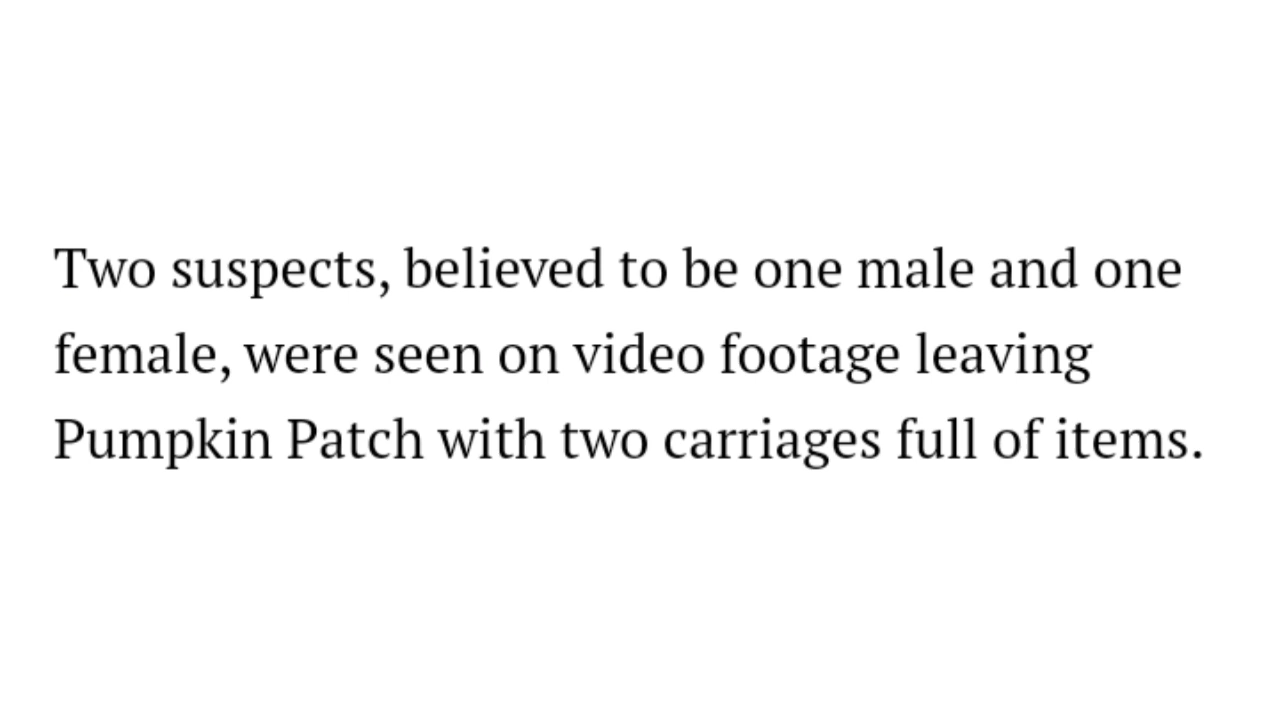 Two suspects, believed to be one male and one
female, were seen on video footage leaving
Pumpkin Patch with two carriages full of items.